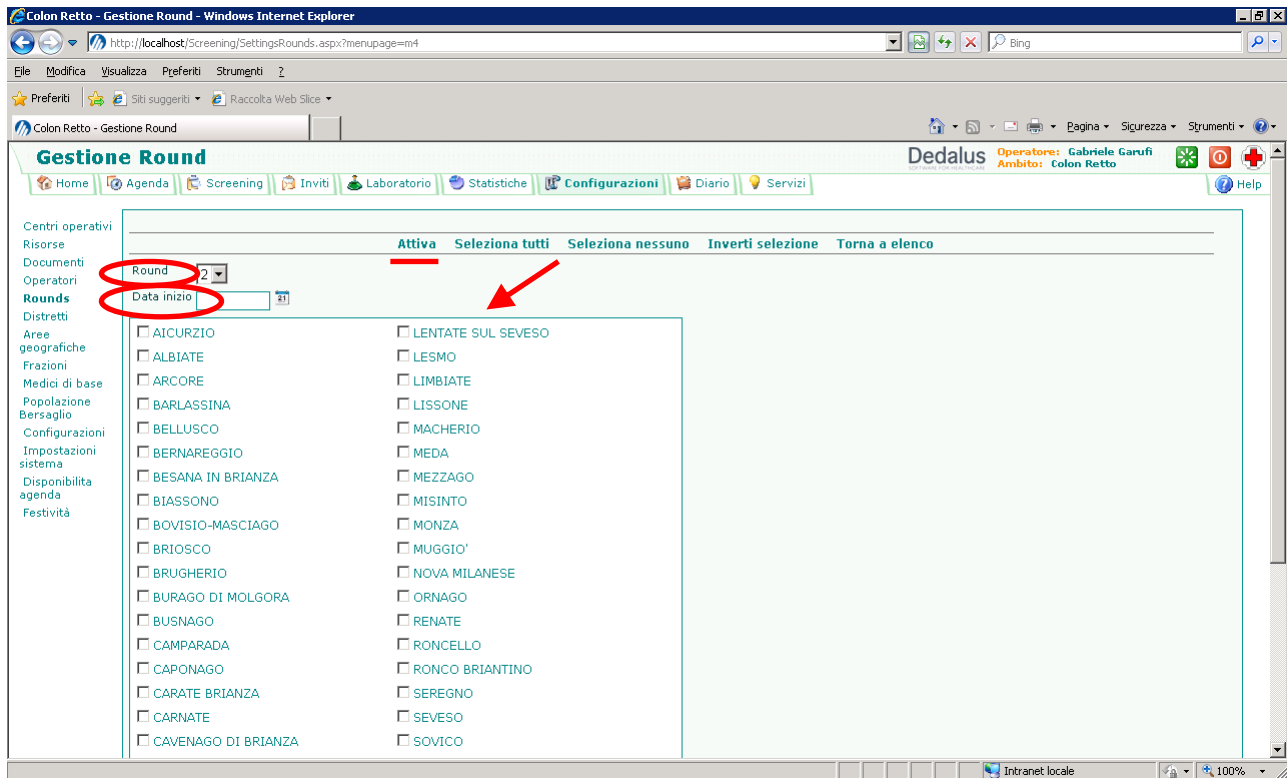 Colon Retto - Gestione Round - Windows Internet Explorer
http://localhost/Screening/SettingsRounds.aspx?menupage=m4
Bing
File Modifica Visualizza Preferiti Strumenti ?
Preferiti Siti suggeriti Raccolta Web Slice
Colon Retto - Gestione Round
Pagina Sicurezza Strumenti
Gestione Round
Dedalus
SOFTWARE FOR HEALTHCARE
Operatore: Gabriele Garufi
Ambito: Colon Retto
Home Agenda Screening Inviti Laboratorio Statistiche Configurazioni Diario Servizi Help
Centri operativi
Risorse
Documenti
Operatori
Rounds
Distretti
Aree
geografiche
Frazioni
Medici di base
Popolazione
Bersaglio
Configurazioni
Impostazioni
sistema
Disponibilita
agenda
Festività
Attiva Seleziona tutti Seleziona nessuno Inverti selezione Torna a elenco
Round 2
Data inizio 21
AICURZIO LENTATE SUL SEVESO
ALBIATE LESMO
ARCORE LIMBIATE
BARLASSINA LISSONE
BELLUSCO MACHERIO
BERNAREGGIO MEDA
BESANA IN BRIANZA MEZZAGO
BIASSONO MISINTO
BOVISIO-MASCIAGO MONZA
BRIOSCO MUGGIO'
BRUGHERIO NOVA MILANESE
BURAGO DI MOLGORA ORNAGO
BUSNAGO RENATE
CAMPARADA RONCELLO
CAPONAGO RONCO BRIANTINO
CARATE BRIANZA SEREGNO
CARNATE SEVESO
CAVENAGO DI BRIANZA SOVICO
Intranet locale 100%